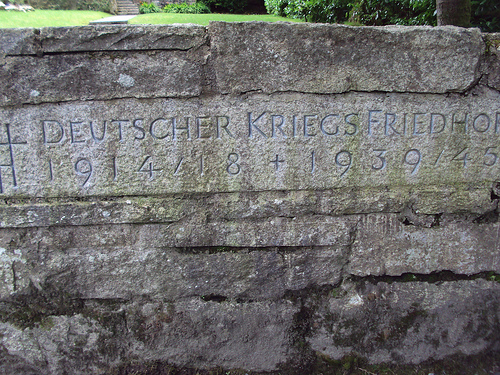 DEUTSCHER KRIEGSFRIEDHOF
1914/18 + 1939/45